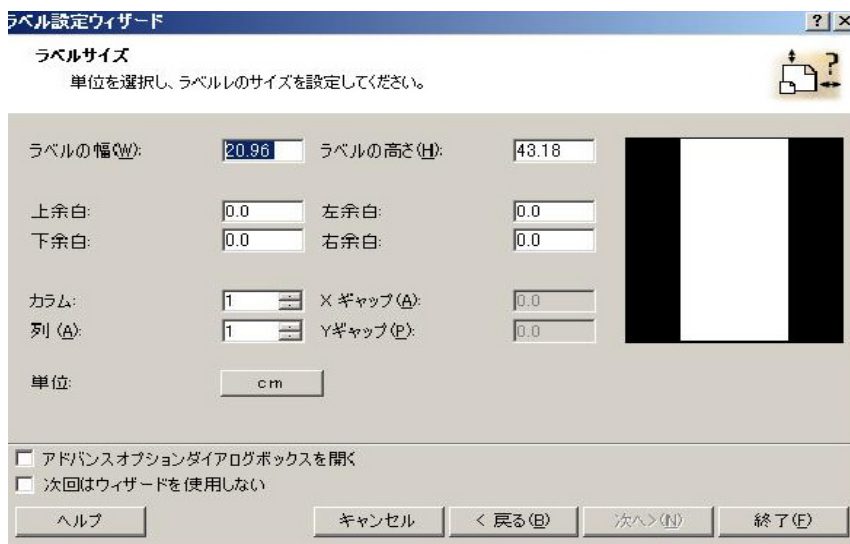 ラベル設定ウィザード
ラベルサイズ
単位を選択し、ラベルレのサイズを設定してください。
ラベルの幅(W): 20.96 ラベルの高さ(H): 43.18
上余白: 0.0 左余白: 0.0
下余白: 0.0 右余白: 0.0
カラム: 1 X ギャップ(A): 0.0
列 (A): 1 Yギャップ(P): 0.0
単位: cm
アドバンスオプションダイアログボックスを開く
次回はウィザードを使用しない
ヘルプ キャンセル < 戻る(B) 次へ>(N) 終了(F)